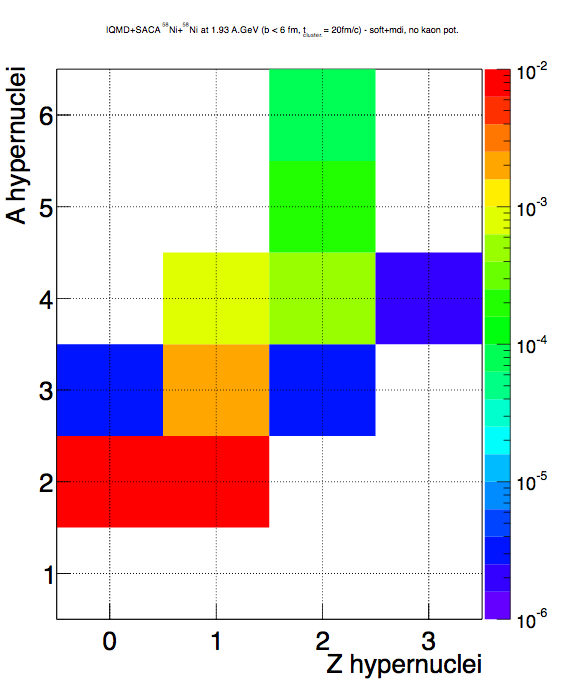 IQMD+SACA ⁵⁸Ni+⁵⁸Ni at 1.93 A.GeV (b < 6 fm, t_cluster = 20fm/c) - soft+mdi, no kaon pot.
A hypernuclei
6
5
4
3
2
1
0 1 2 3
Z hypernuclei
10⁻²
10⁻³
10⁻⁴
10⁻⁵
10⁻⁶